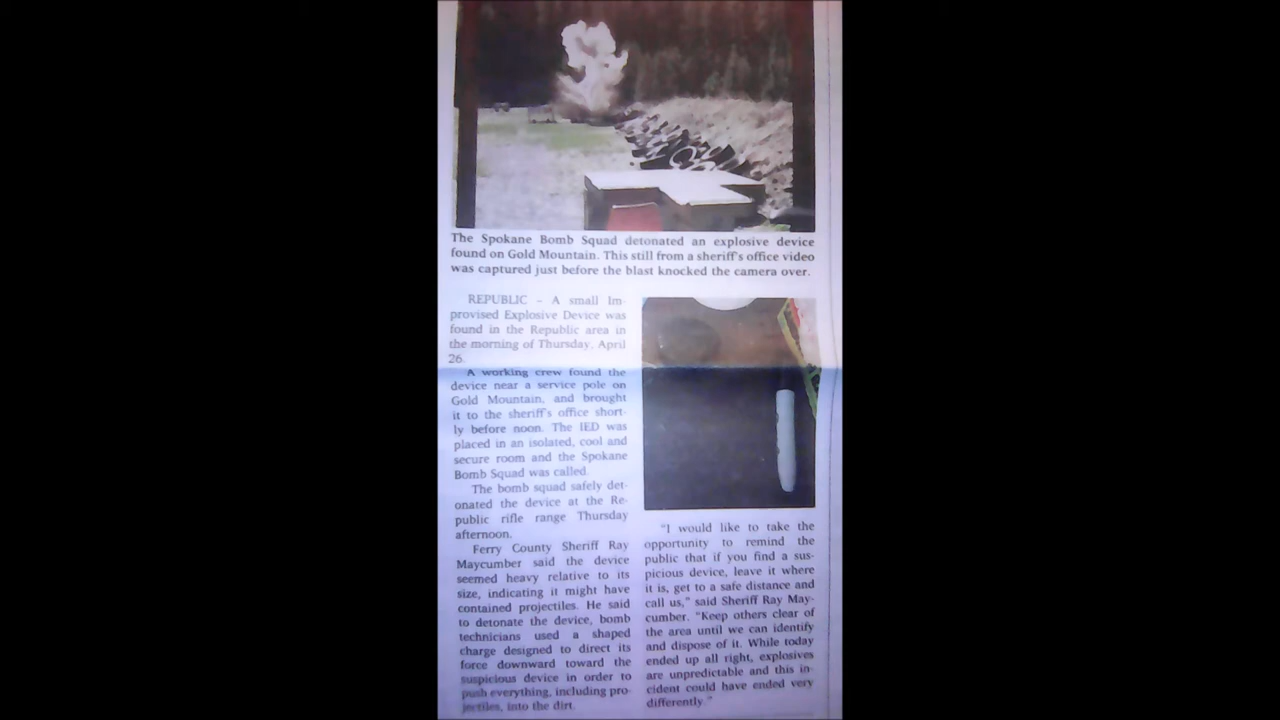 The Spokane Bomb Squad detonated an explosive device
found on Gold Mountain. This still from a sheriff's office video
was captured just before the blast knocked the camera over.
REPUBLIC – A small Im-
provised Explosive Device was
found in the Republic area in
the morning of Thursday, April
26.
A working crew found the
device near a service pole on
Gold Mountain, and brought
it to the sheriff's office short-
ly before noon. The IED was
placed in an isolated, cool and
secure room and the Spokane
Bomb Squad was called.
The bomb squad safely det-
onated the device at the Re-
public rifle range Thursday
afternoon.
Ferry County Sheriff Ray
Maycumber said the device
seemed heavy relative to its
size, indicating it might have
contained projectiles. He said
to detonate the device, bomb
technicians used a shaped
charge designed to direct its
force downward toward the
suspicious device in order to
push everything, including pro-
jectiles, into the dirt.
"I would like to take the
opportunity to remind the
public that if you find a sus-
picious device, leave it where
it is, get to a safe distance and
call us," said Sheriff Ray May-
cumber. "Keep others clear of
the area until we can identify
and dispose of it. While today
ended up all right, explosives
are unpredictable and this in-
cident could have ended very
differently."